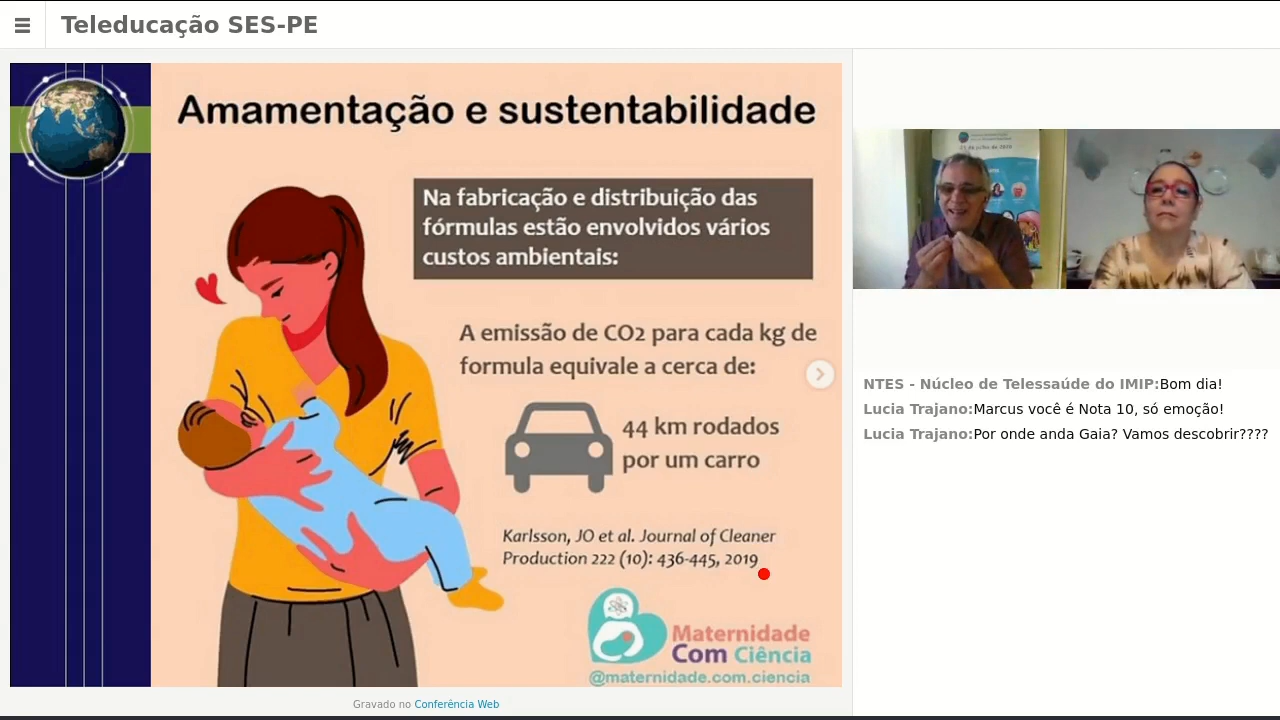 Teleducação SES-PE
Amamentação e sustentabilidade
Na fabricação e distribuição das
fórmulas estão envolvidos vários
custos ambientais:
A emissão de CO2 para cada kg de
formula equivale a cerca de:
44 km rodados
por um carro
Karlsson, JO et al. Journal of Cleaner
Production 222 (10): 436-445, 2019
Maternidade
Com Ciência
@maternidade.com.ciencia
Gravado no Conferência Web
NTES - Núcleo de Telessaúde do IMIP:Bom dia!
Lucia Trajano:Marcus você é Nota 10, só emoção!
Lucia Trajano:Por onde anda Gaia? Vamos descobrir????